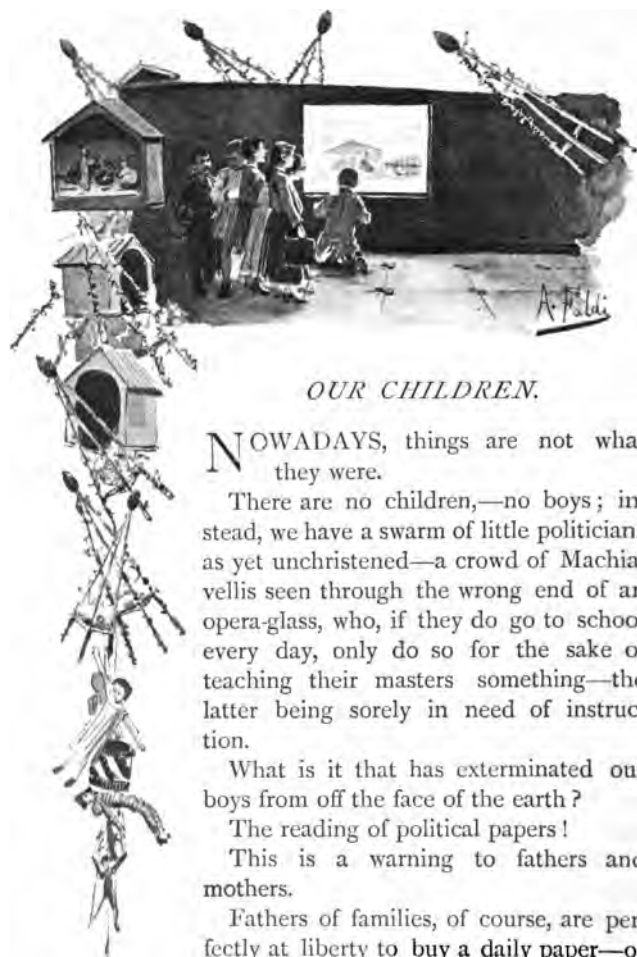 A. Faldi
OUR CHILDREN.
NOWADAYS, things are not wha
they were.
There are no children,—no boys; in
stead, we have a swarm of little politician
as yet unchristened—a crowd of Machia
vellis seen through the wrong end of a
opera-glass, who, if they do go to schoo
every day, only do so for the sake o
teaching their masters something—the
latter being sorely in need of instruc
tion.
What is it that has exterminated ou
boys from off the face of the earth?
The reading of political papers!
This is a warning to fathers and
mothers.
Fathers of families, of course, are per
fectly at liberty to buy a daily paper—o